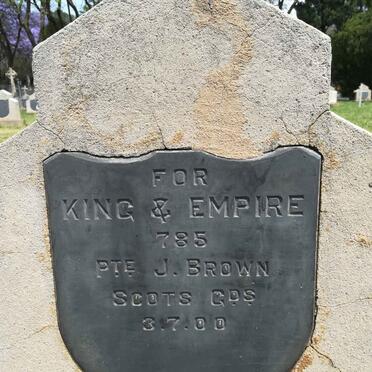 FOR
KING & EMPIRE
785
PTE J. BROWN
SCOTS GDS
3.7.00